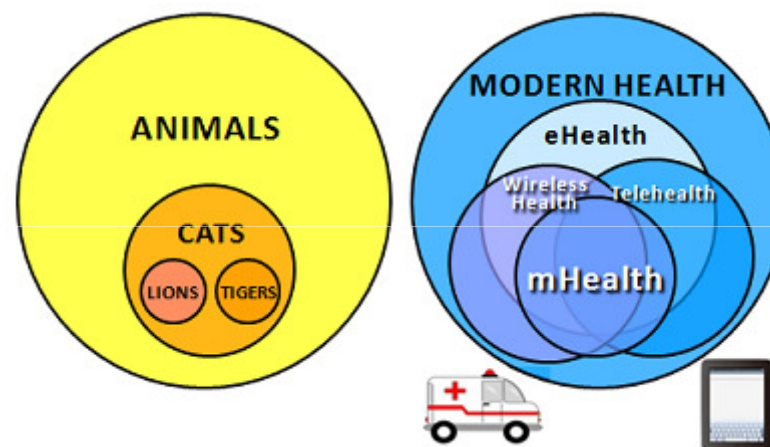 ANIMALS
CATS
LIONS
TIGERS
MODERN HEALTH
eHealth
Wireless
Health
Telehealth
mHealth